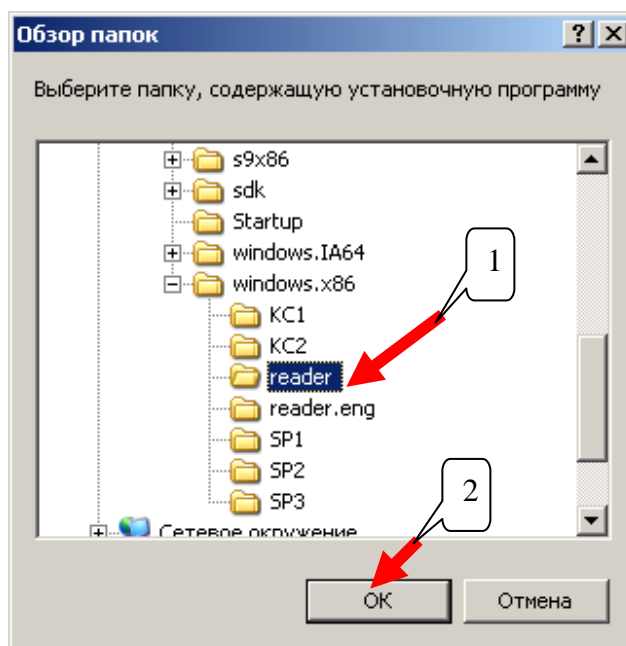 Обзор папок
Выберите папку, содержащую установочную программу
s9x86
sdk
Startup
windows.IA64
1
windows.x86
KC1
KC2
reader
reader.eng
SP1
SP2
2
SP3
Сетевое окружение
OK
Отмена